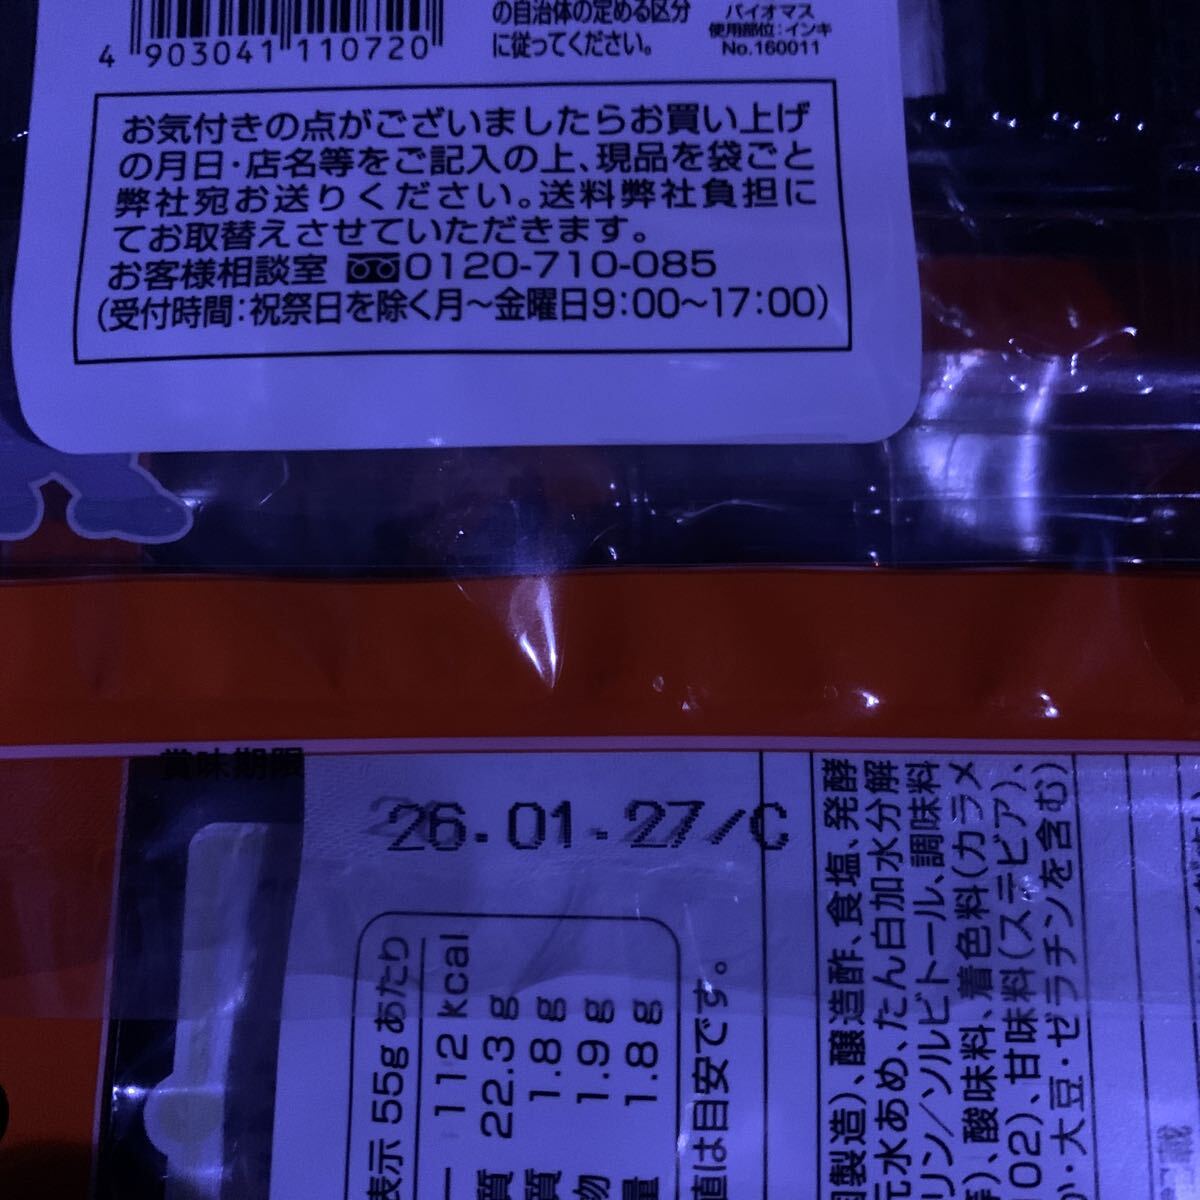 の自治体の定める区分
に従ってください。
バイオマス
使用部位:インキ
No.160011
4 903041 110720
お気付きの点がございましたらお買い上げ
の月日・店名等をご記入の上、現品を袋ごと
弊社宛お送りください。送料弊社負担に
てお取替えさせていただきます。
お客様相談室 0120-710-085
(受付時間:祝祭日を除く月〜金曜日9:00〜17:00)
賞味期限
26.01.27/C
表示 55gあたり
ー 112 kcal
質 22.3 g
質 1.8 g
物 1.9 g
量 1.8 g
値は目安です。
製造)、醸造酢、食塩、発酵
元水あめ、たん白加水分解
リン/ソルビトール、調味料
)、酸味料、着色料(カラメ
02)、甘味料(ステビア)、
・大豆・ゼラチンを含む)